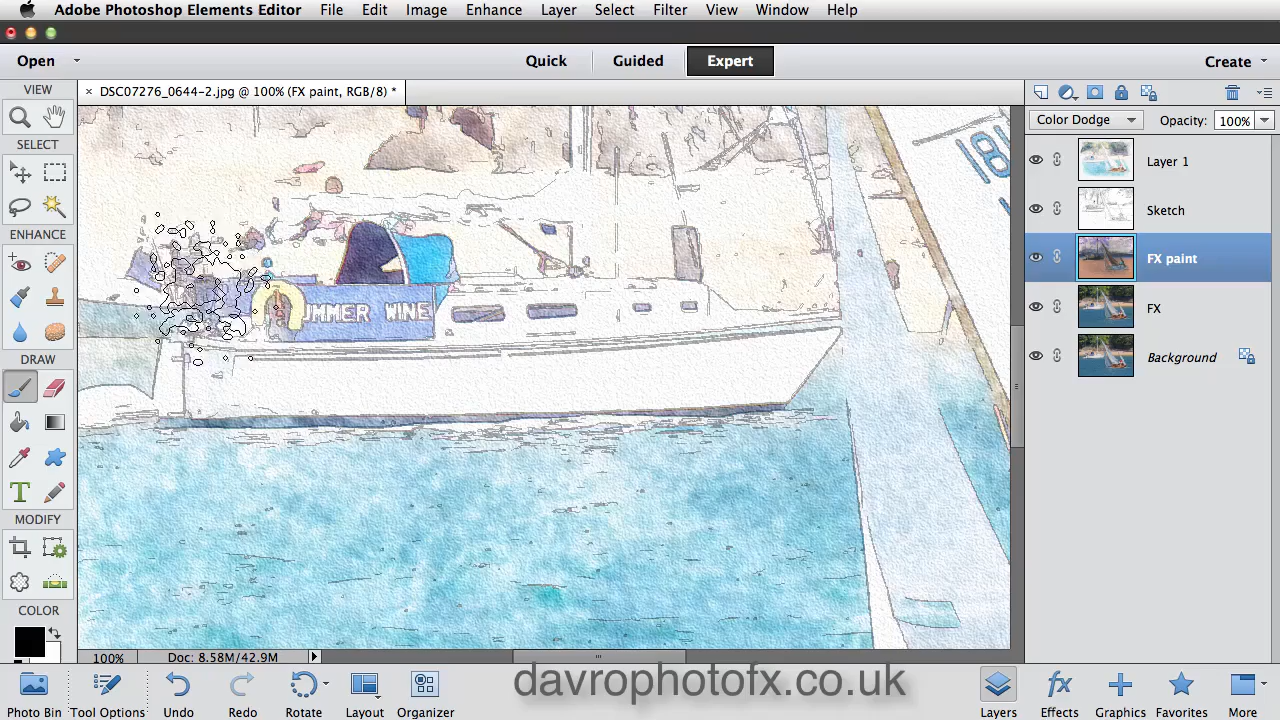 Adobe Photoshop Elements Editor File Edit Image Enhance Layer Select Filter View Window Help
Open Quick Guided Expert Create
VIEW
× DSC07276_0644-2.jpg @ 100% (FX paint, RGB/8) *
Color Dodge Opacity: 100%
SELECT
Layer 1
181
Sketch
ENHANCE
FX paint
UMMER WINE
FX
DRAW
Background
T
MODIFY
COLOR
100% Doc: 8.58M/42.9M
davrophotofx.co.uk
Photo Bin Tool Options Undo Redo Rotate Layout Organizer Layers Effects Graphics Favorites More